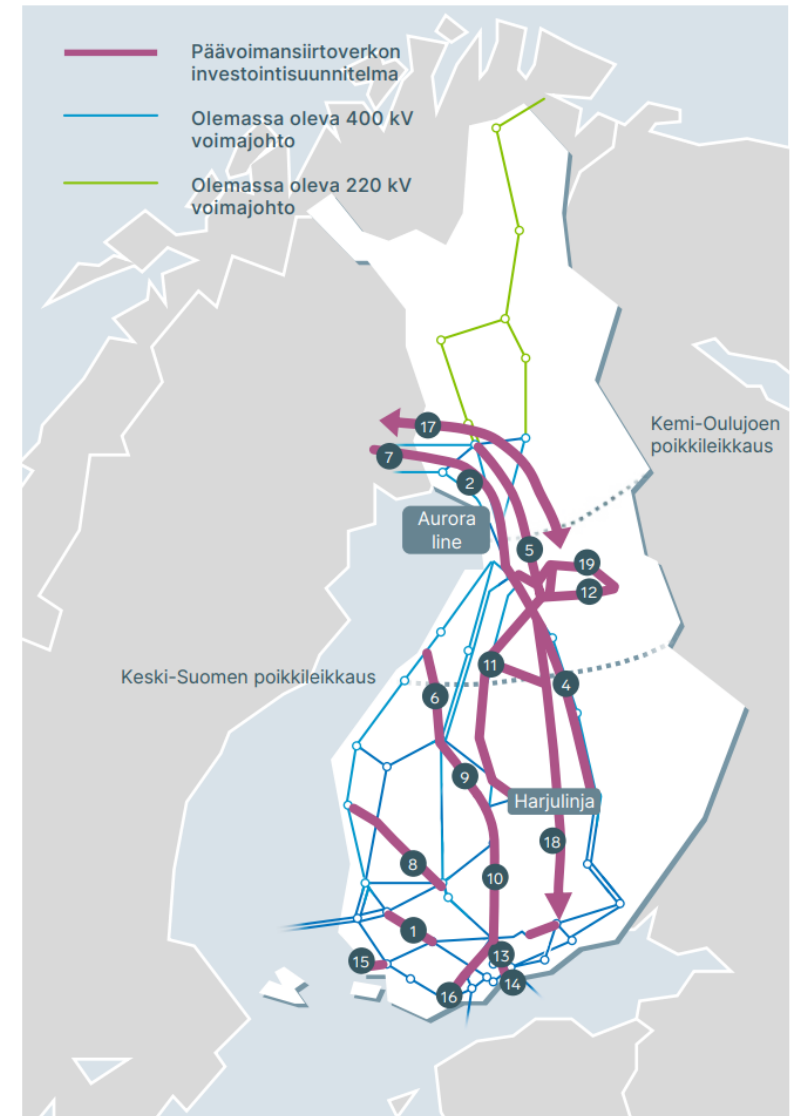 Päävoimansiirtoverkon
investointisuunnitelma
Olemassa oleva 400 kV
voimajohto
Olemassa oleva 220 kV
voimajohto
17
Kemi-Oulujoen
poikkileikkaus
7
2
Aurora
line
5
19
12
11
Keski-Suomen poikkileikkaus
4
6
9
Harjulinja
18
8
10
1
13
15
14
16